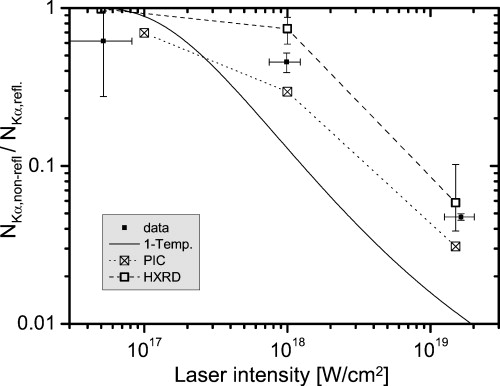 1
0.1
0.01
N_Kα,non-refl / N_Kα,refl.
data
1-Temp.
PIC
HXRD
10^17
10^18
10^19
Laser intensity [W/cm²]